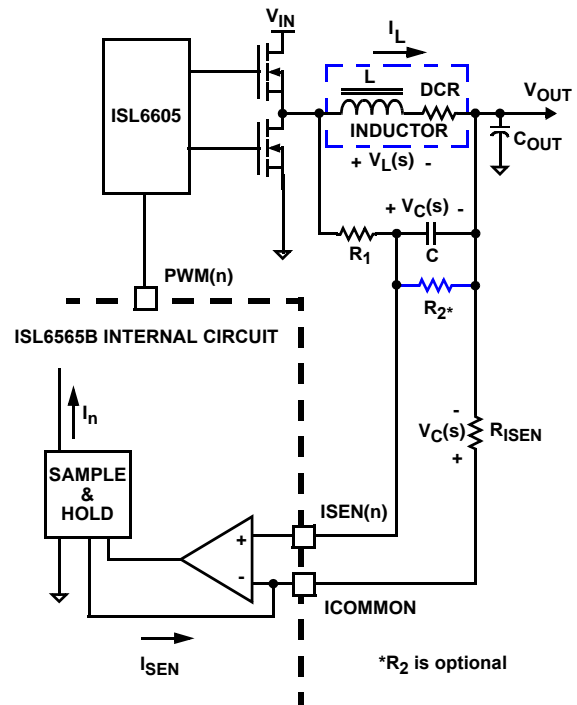 V_IN
I_L
ISL6605
L
DCR
INDUCTOR
V_OUT
C_OUT
+ V_L(s) -
+ V_C(s) -
R_1
C
R_2*
PWM(n)
ISL6565B INTERNAL CIRCUIT
I_n
-
V_C(s)
+
R_ISEN
SAMPLE
&
HOLD
ISEN(n)
+
-
ICOMMON
I_SEN
*R_2 is optional